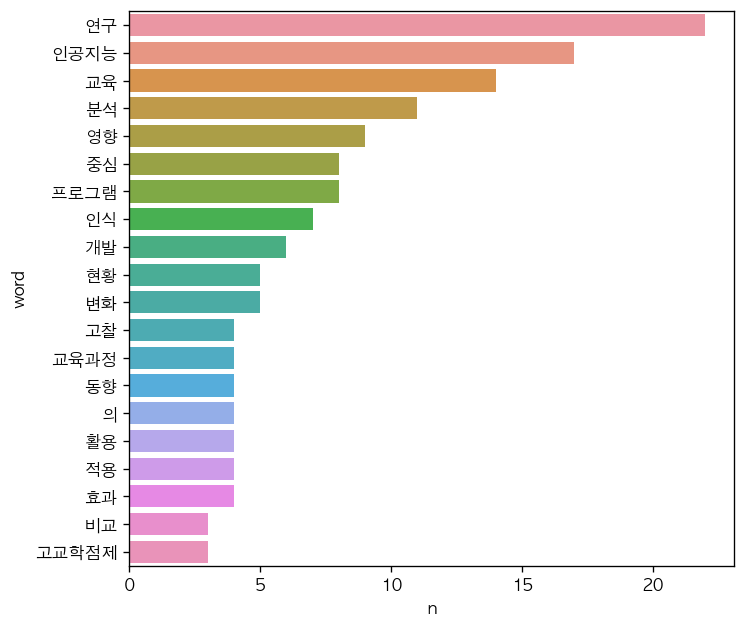 연구
인공지능
교육
분석
영향
중심
프로그램
인식
개발
현황
변화
고찰
교육과정
동향
의
활용
적용
효과
비교
고교학점제
word
0 5 10 15 20
n